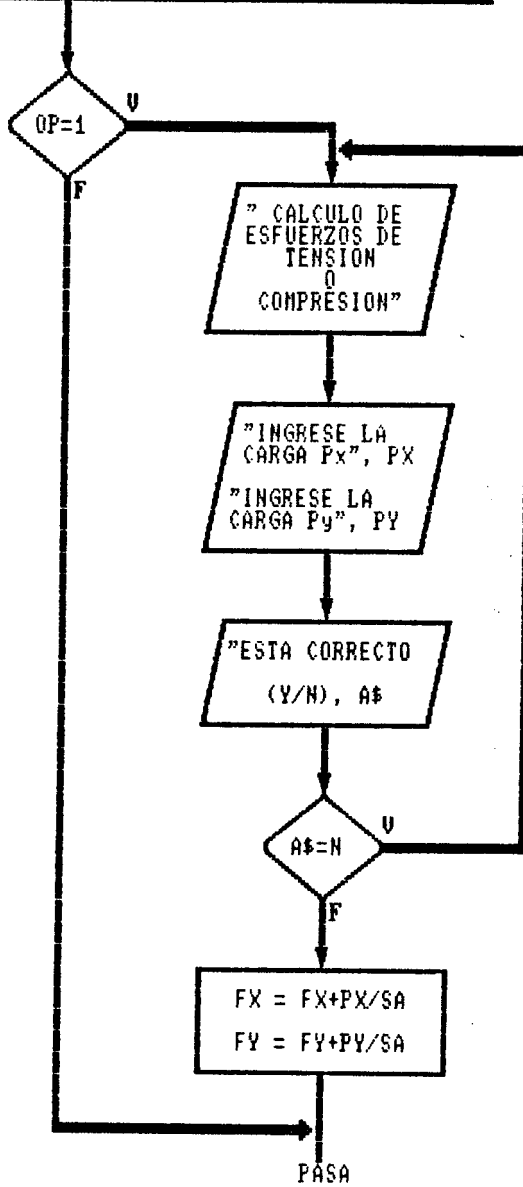 OP=1
V
F
" CALCULO DE
ESFUERZOS DE
TENSION
O
COMPRESION"
"INGRESE LA
CARGA Px", PX
"INGRESE LA
CARGA Py", PY
"ESTA CORRECTO
(Y/N), A$
A$=N
V
F
FX = FX+PX/SA
FY = FY+PY/SA
PASA